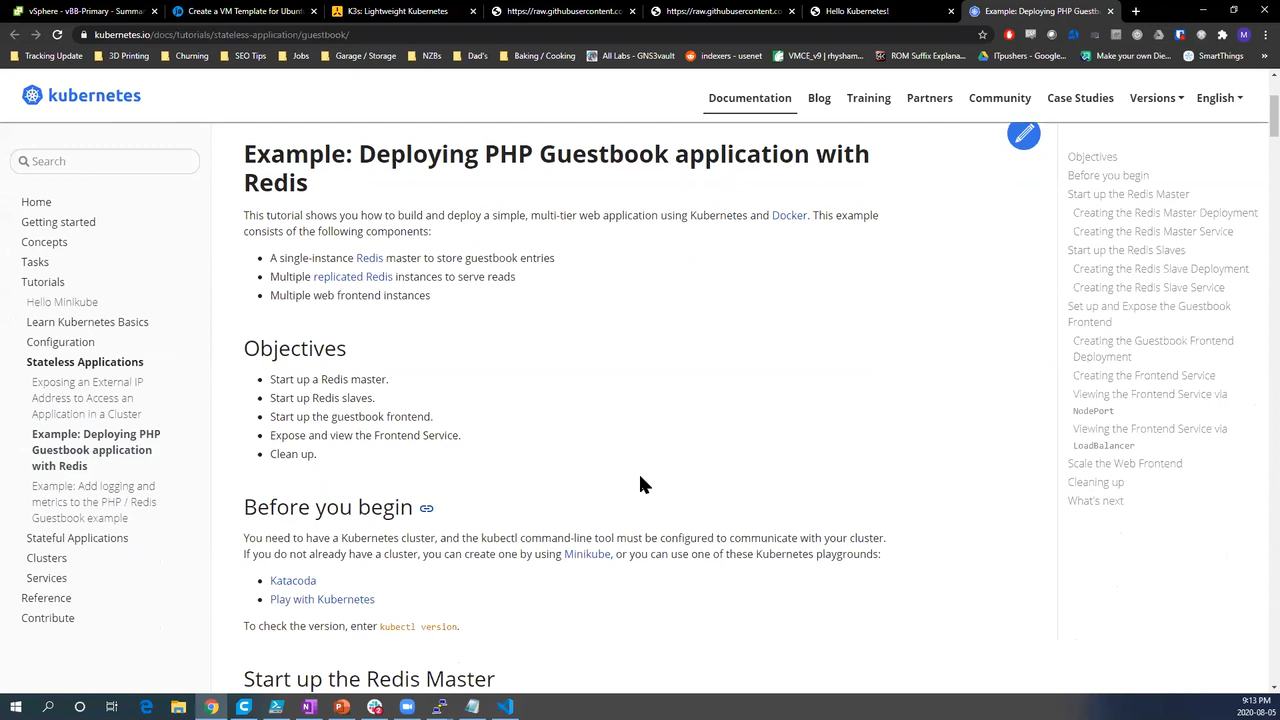 vSphere - vBB-Primary - Summar
Create a VM Template for Ubunt
K3s: Lightweight Kubernetes
https://raw.githubusercontent.co
https://raw.githubusercontent.co
Hello Kubernetes!
Example: Deploying PHP Guestb
kubernetes.io/docs/tutorials/stateless-application/guestbook/
Tracking Update
3D Printing
Churning
SEO Tips
Jobs
Garage / Storage
NZBs
Dad's
Baking / Cooking
All Labs - GNS3vault
indexers - usenet
VMCE_v9 | rhysham...
ROM Suffix Explana...
ITpushers - Google...
Make your own Die...
SmartThings
kubernetes
Documentation
Blog
Training
Partners
Community
Case Studies
Versions
English
Search
Home
Getting started
Concepts
Tasks
Tutorials
Hello Minikube
Learn Kubernetes Basics
Configuration
Stateless Applications
Exposing an External IP
Address to Access an
Application in a Cluster
Example: Deploying PHP
Guestbook application
with Redis
Example: Add logging and
metrics to the PHP / Redis
Guestbook example
Stateful Applications
Clusters
Services
Reference
Contribute
Example: Deploying PHP Guestbook application with
Redis
This tutorial shows you how to build and deploy a simple, multi-tier web application using Kubernetes and Docker. This example
consists of the following components:
A single-instance Redis master to store guestbook entries
Multiple replicated Redis instances to serve reads
Multiple web frontend instances
Objectives
Start up a Redis master.
Start up Redis slaves.
Start up the guestbook frontend.
Expose and view the Frontend Service.
Clean up.
Before you begin
You need to have a Kubernetes cluster, and the kubectl command-line tool must be configured to communicate with your cluster.
If you do not already have a cluster, you can create one by using Minikube, or you can use one of these Kubernetes playgrounds:
Katacoda
Play with Kubernetes
To check the version, enter kubectl version.
Start up the Redis Master
Objectives
Before you begin
Start up the Redis Master
Creating the Redis Master Deployment
Creating the Redis Master Service
Start up the Redis Slaves
Creating the Redis Slave Deployment
Creating the Redis Slave Service
Set up and Expose the Guestbook
Frontend
Creating the Guestbook Frontend
Deployment
Creating the Frontend Service
Viewing the Frontend Service via
NodePort
Viewing the Frontend Service via
LoadBalancer
Scale the Web Frontend
Cleaning up
What's next
9:13 PM
2020-08-05